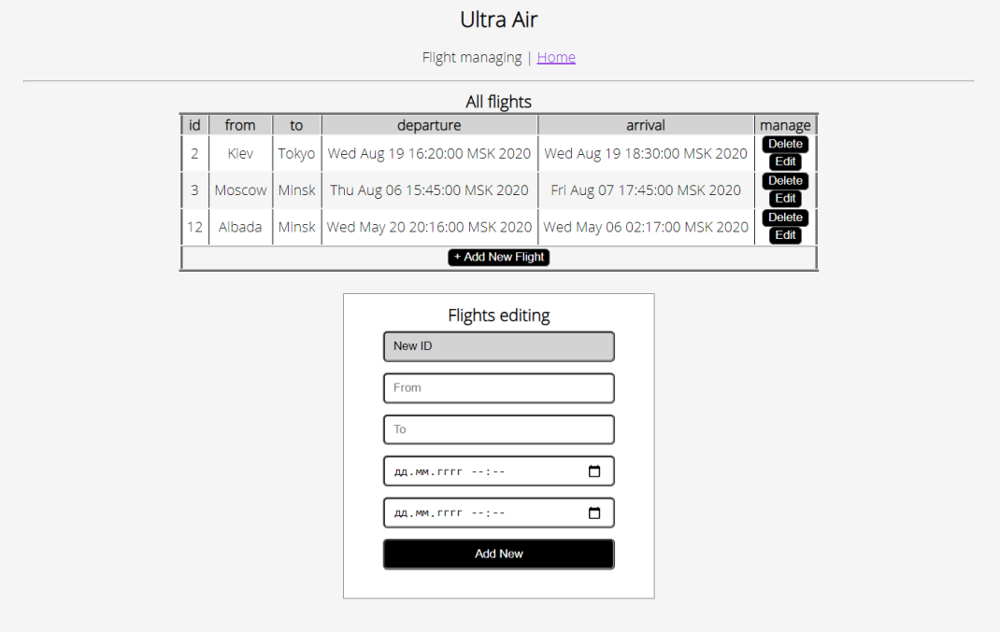 Ultra Air
Flight managing | Home
All flights
id from to departure arrival manage
2 Kiev Tokyo Wed Aug 19 16:20:00 MSK 2020 Wed Aug 19 18:30:00 MSK 2020 Delete
Edit
3 Moscow Minsk Thu Aug 06 15:45:00 MSK 2020 Fri Aug 07 17:45:00 MSK 2020 Delete
Edit
12 Albada Minsk Wed May 20 20:16:00 MSK 2020 Wed May 06 02:17:00 MSK 2020 Delete
Edit
+ Add New Flight
Flights editing
New ID
From
To
дд.мм.гггг --:--
дд.мм.гггг --:--
Add New